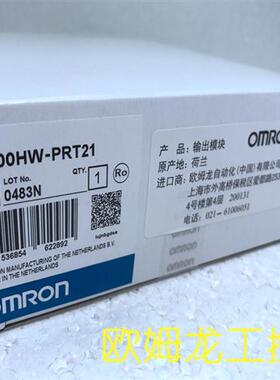 00HW-PRT21
LOT No.
0483N
QTY.
1
Ro
536854 622892
OMRON MANUFACTURING OF THE NETHERLANDS B.V.
IN THE NETHERLANDS
OMRON
产品:输出模块
原产国:荷兰
进口商:欧姆龙自动化(中国)有限公司
上海市外高桥保税区
4号楼第4层 200131
电话:021-61006051
OMRON
欧姆龙工